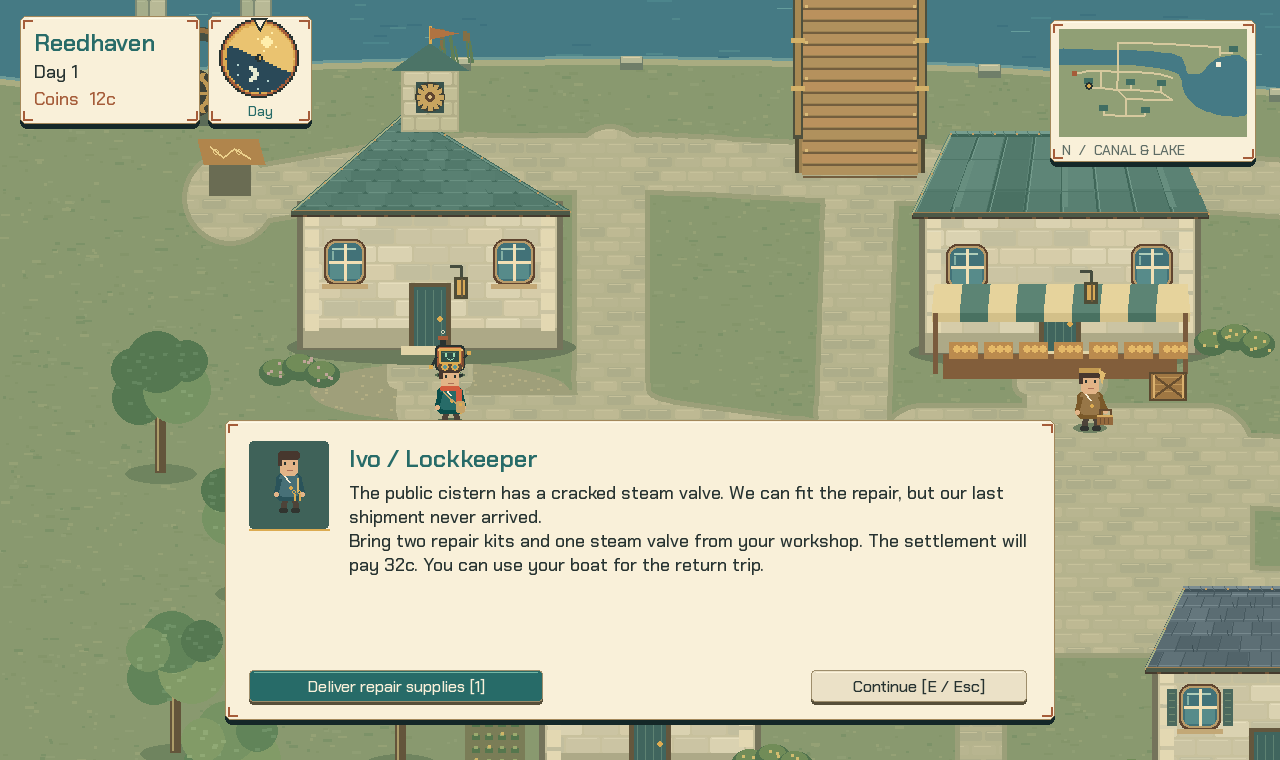 Reedhaven
Day 1
Coins 12c
Day
N / CANAL & LAKE
Ivo / Lockkeeper
The public cistern has a cracked steam valve. We can fit the repair, but our last
shipment never arrived.
Bring two repair kits and one steam valve from your workshop. The settlement will
pay 32c. You can use your boat for the return trip.
Deliver repair supplies [1]
Continue [E / Esc]